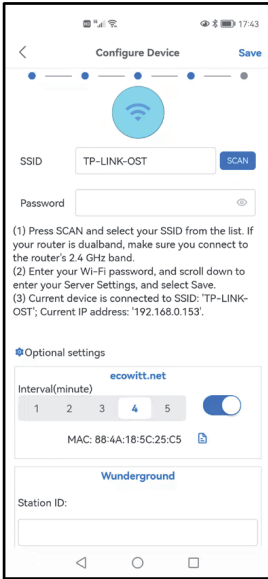 17:43
Configure Device
Save
SSID
TP-LINK-OST
SCAN
Password
(1) Press SCAN and select your SSID from the list. If
your router is dualband, make sure you connect to
the router's 2.4 GHz band.
(2) Enter your Wi-Fi password, and scroll down to
enter your Server Settings, and select Save.
(3) Current device is connected to SSID: 'TP-LINK-
OST'; Current IP address: '192.168.0.153'.
Optional settings
ecowitt.net
Interval(minute)
1 2 3 4 5
MAC: 88:4A:18:5C:25:C5
Wunderground
Station ID: